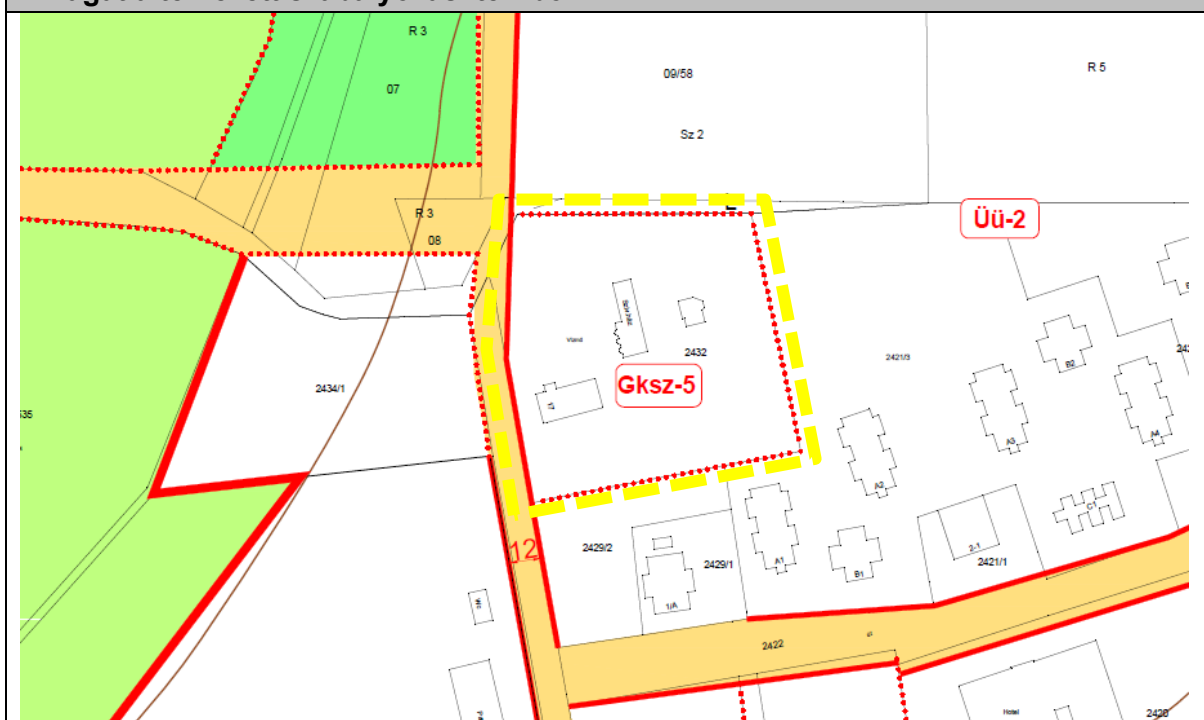 R 3
07
09/58
R 5
Sz 2
R 3
08
Üü-2
2432
2421/3
B2
2434/1
Gksz-5
A3
A4
A2
C1
12
2429/2
2429/1
A1
B1
2-1
2421/1
1/A
2422
Hotel
2420